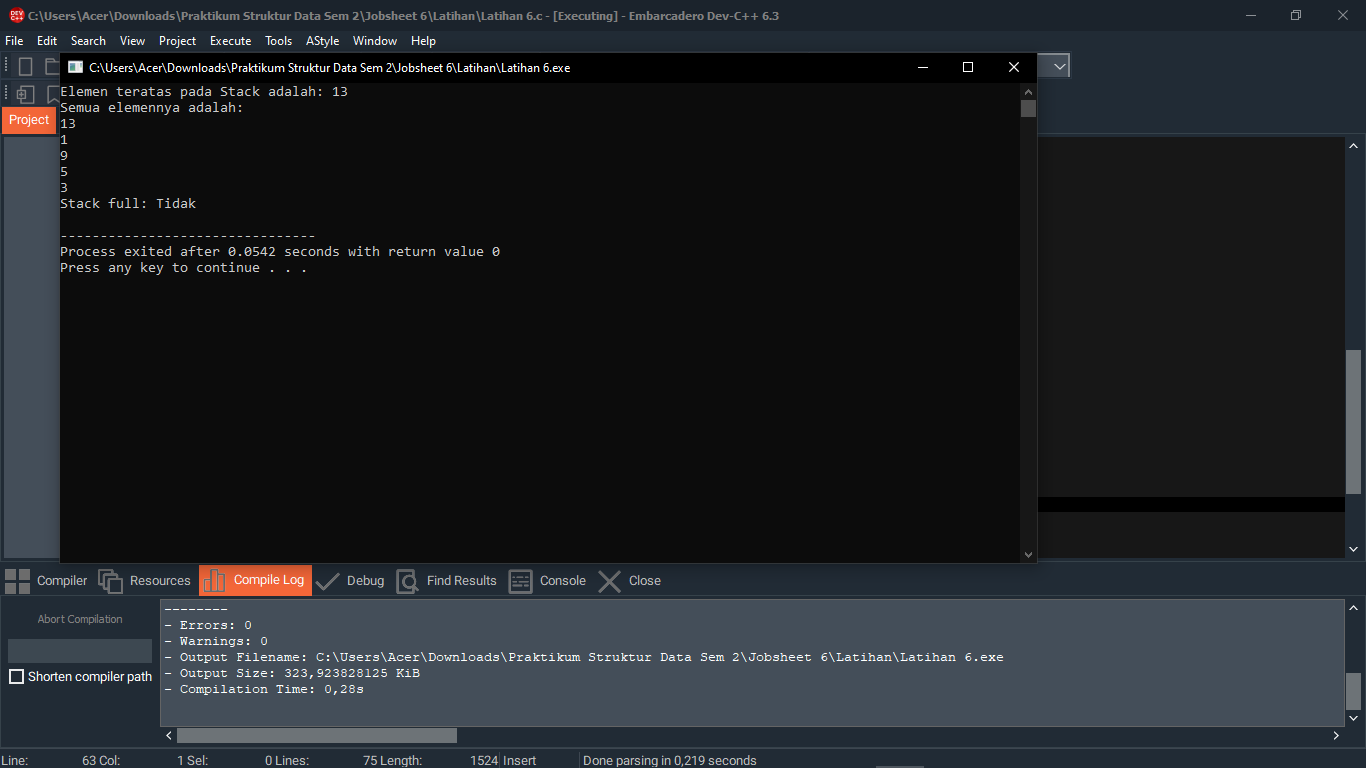 C:\Users\Acer\Downloads\Praktikum Struktur Data Sem 2\Jobsheet 6\Latihan\Latihan 6.c - [Executing] - Embarcadero Dev-C++ 6.3
File Edit Search View Project Execute Tools AStyle Window Help
C:\Users\Acer\Downloads\Praktikum Struktur Data Sem 2\Jobsheet 6\Latihan\Latihan 6.exe
Project
Elemen teratas pada Stack adalah: 13
Semua elemennya adalah:
13
1
9
5
3
Stack full: Tidak
--------------------------------
Process exited after 0.0542 seconds with return value 0
Press any key to continue . . .
Compiler Resources Compile Log Debug Find Results Console Close
Abort Compilation
Shorten compiler path
--------
- Errors: 0
- Warnings: 0
- Output Filename: C:\Users\Acer\Downloads\Praktikum Struktur Data Sem 2\Jobsheet 6\Latihan\Latihan 6.exe
- Output Size: 323,923828125 KiB
- Compilation Time: 0,28s
Line: 63 Col: 1 Sel: 0 Lines: 75 Length: 1524 Insert Done parsing in 0,219 seconds